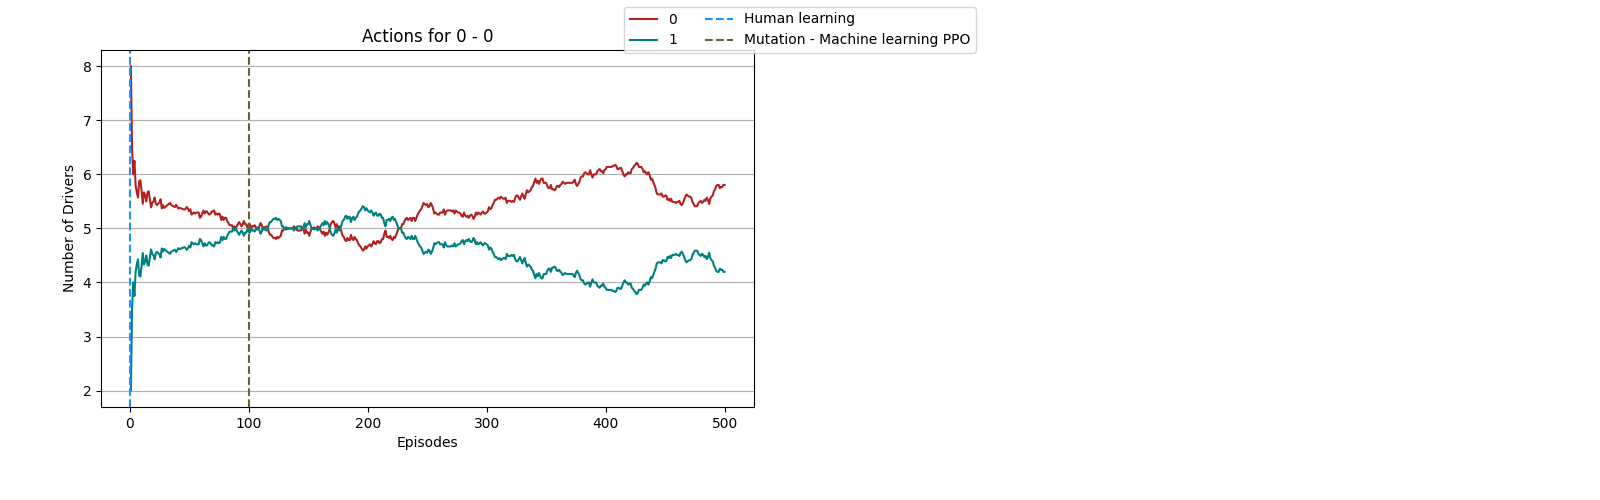 0
1
Human learning
Mutation - Machine learning PPO
Actions for 0 - 0
Number of Drivers
8
7
6
5
4
3
2
0 100 200 300 400 500
Episodes